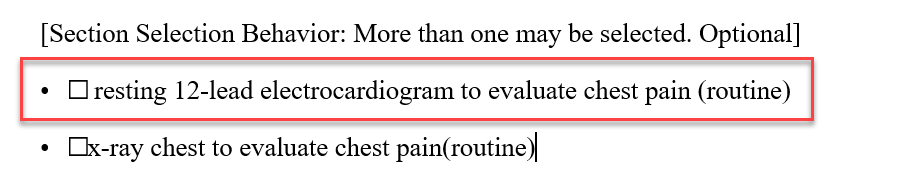 [Section Selection Behavior: More than one may be selected. Optional]
• ☐ resting 12-lead electrocardiogram to evaluate chest pain (routine)
• ☐x-ray chest to evaluate chest pain(routine)